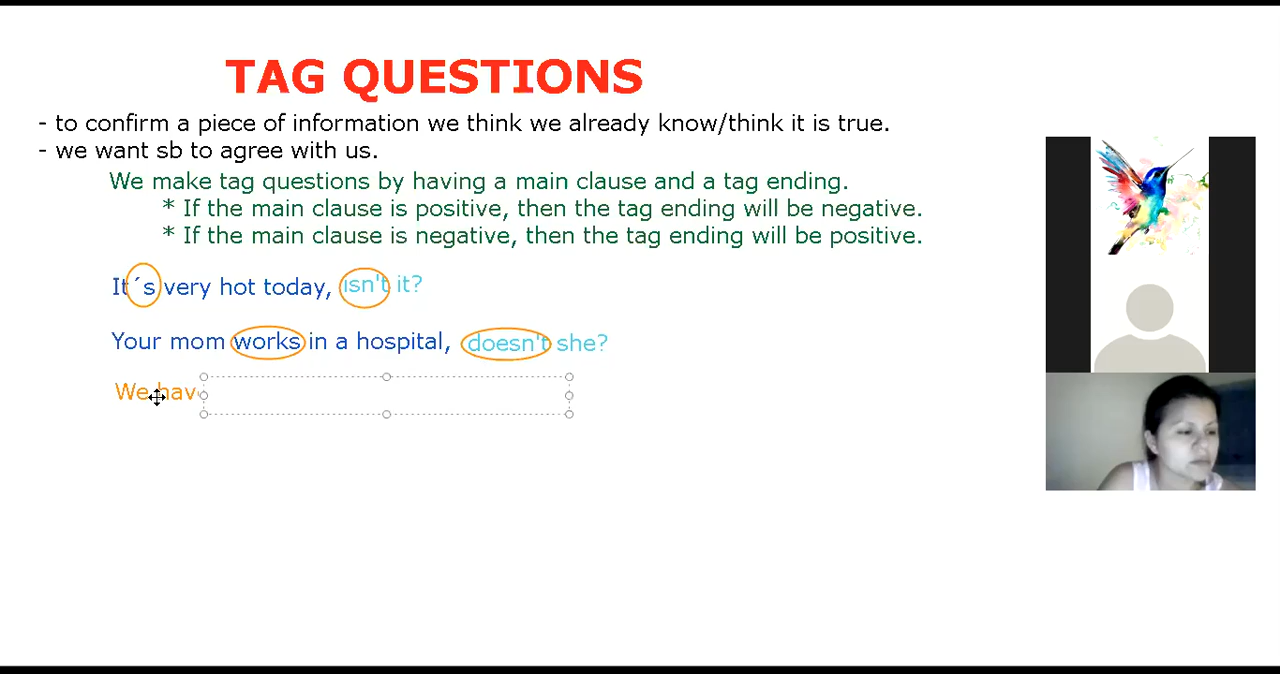 TAG QUESTIONS
- to confirm a piece of information we think we already know/think it is true.
- we want sb to agree with us.
We make tag questions by having a main clause and a tag ending.
* If the main clause is positive, then the tag ending will be negative.
* If the main clause is negative, then the tag ending will be positive.
It´s very hot today, isn't it?
Your mom works in a hospital, doesn't she?
We hav